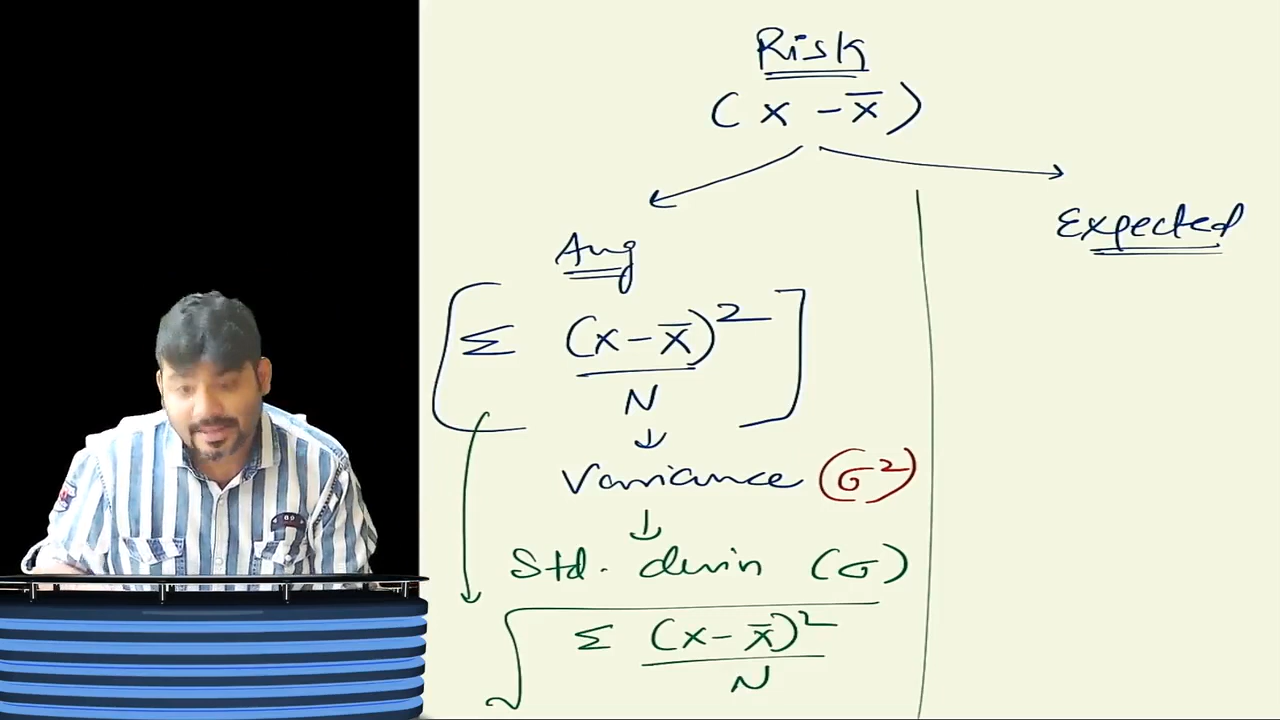 Risk
(x - x̄)
Avg
Expected
[Σ (x-x̄)²/N]
Variance (σ²)
Std. devin (σ)
√Σ (x-x̄)²/N